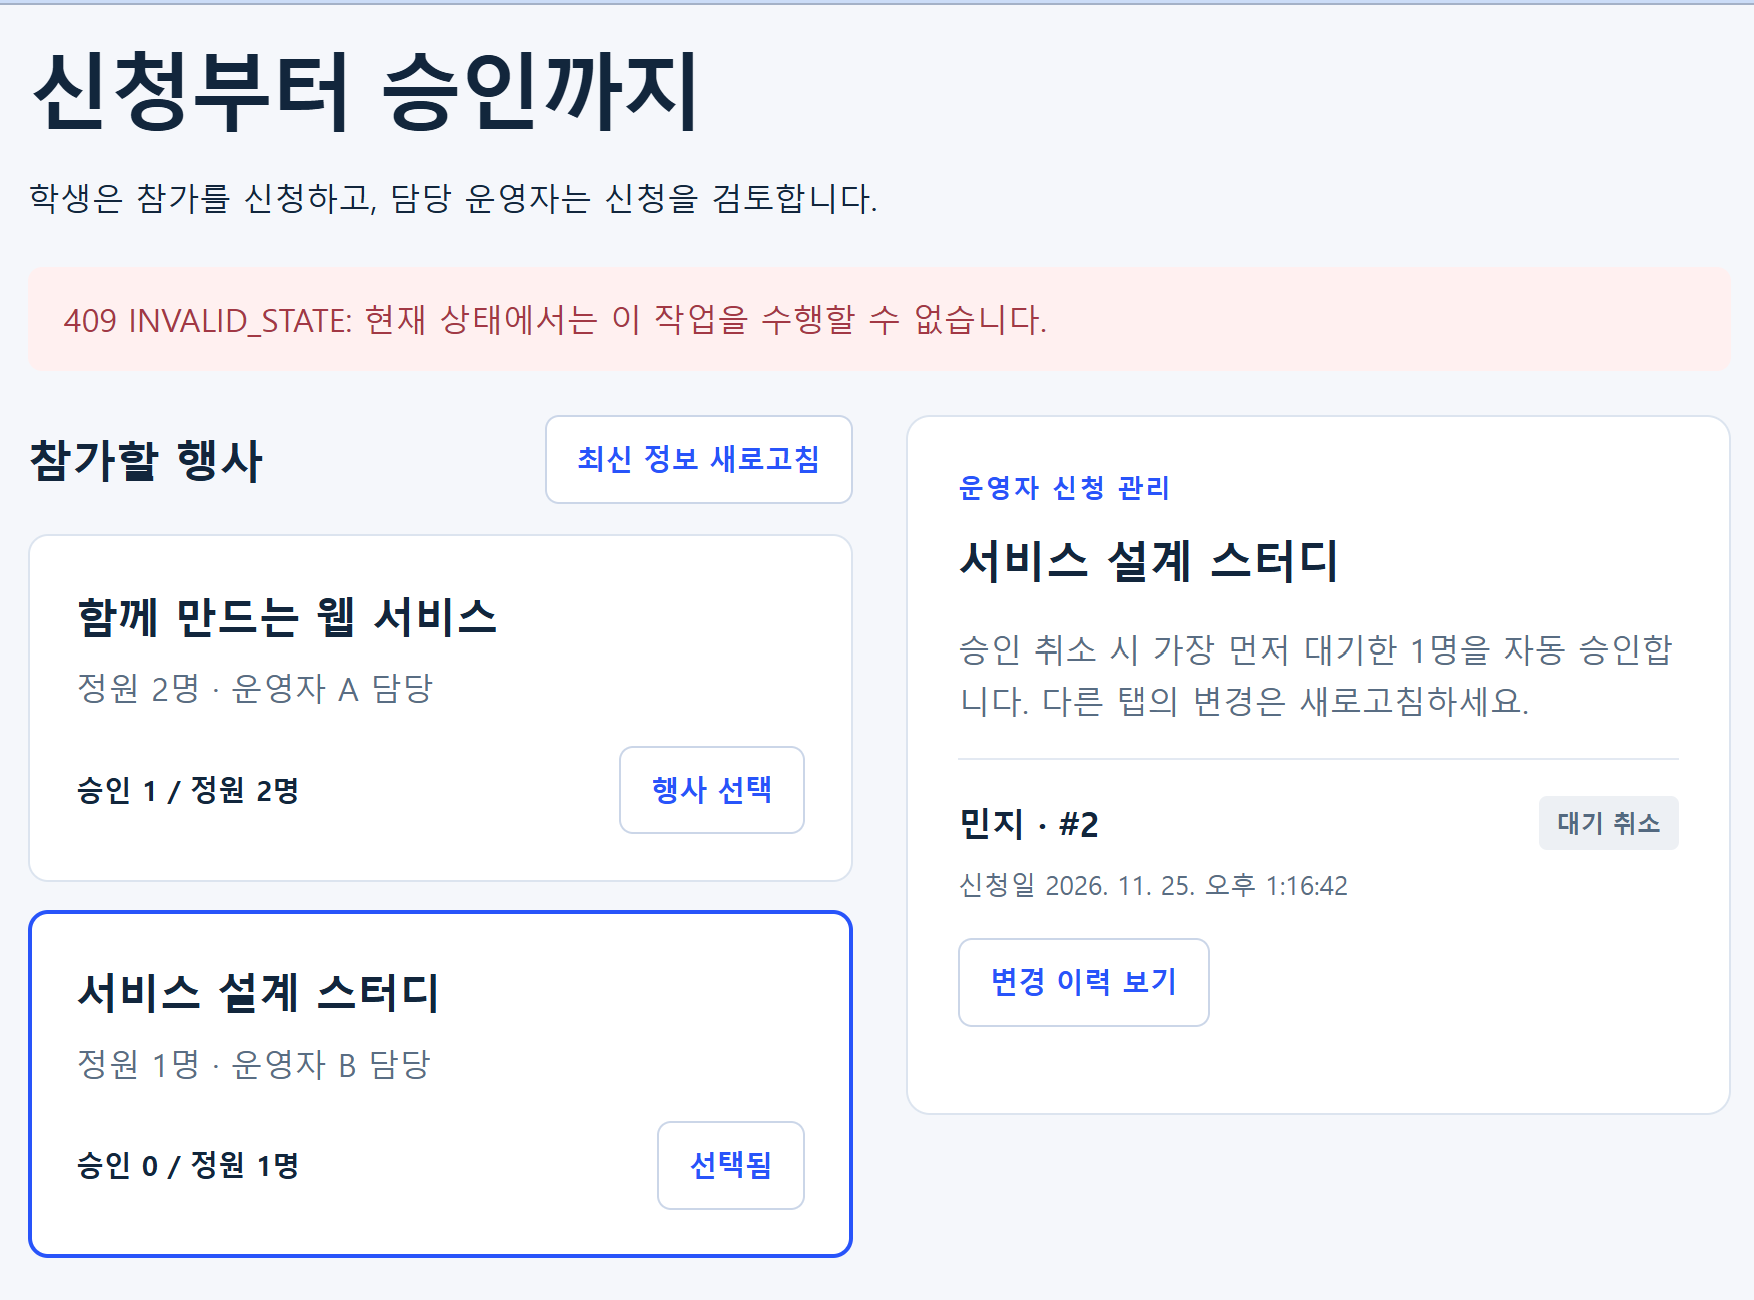 신청부터 승인까지
학생은 참가를 신청하고, 담당 운영자는 신청을 검토합니다.
409 INVALID_STATE: 현재 상태에서는 이 작업을 수행할 수 없습니다.
참가할 행사
최신 정보 새로고침
함께 만드는 웹 서비스
정원 2명 · 운영자 A 담당
승인 1 / 정원 2명
행사 선택
서비스 설계 스터디
정원 1명 · 운영자 B 담당
승인 0 / 정원 1명
선택됨
운영자 신청 관리
서비스 설계 스터디
승인 취소 시 가장 먼저 대기한 1명을 자동 승인합
니다. 다른 탭의 변경은 새로고침하세요.
민지 · #2
대기 취소
신청일 2026. 11. 25. 오후 1:16:42
변경 이력 보기